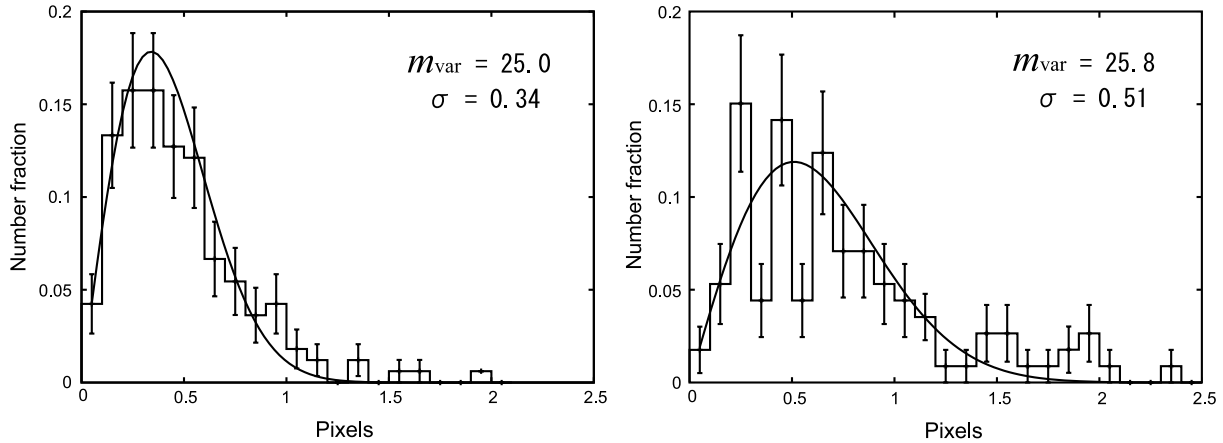 0.2
0.15
0.1
0.05
0
Number fraction
0 0.5 1 1.5 2 2.5
Pixels
mvar = 25.0
σ = 0.34
0.2
0.15
0.1
0.05
0
Number fraction
0 0.5 1 1.5 2 2.5
Pixels
mvar = 25.8
σ = 0.51